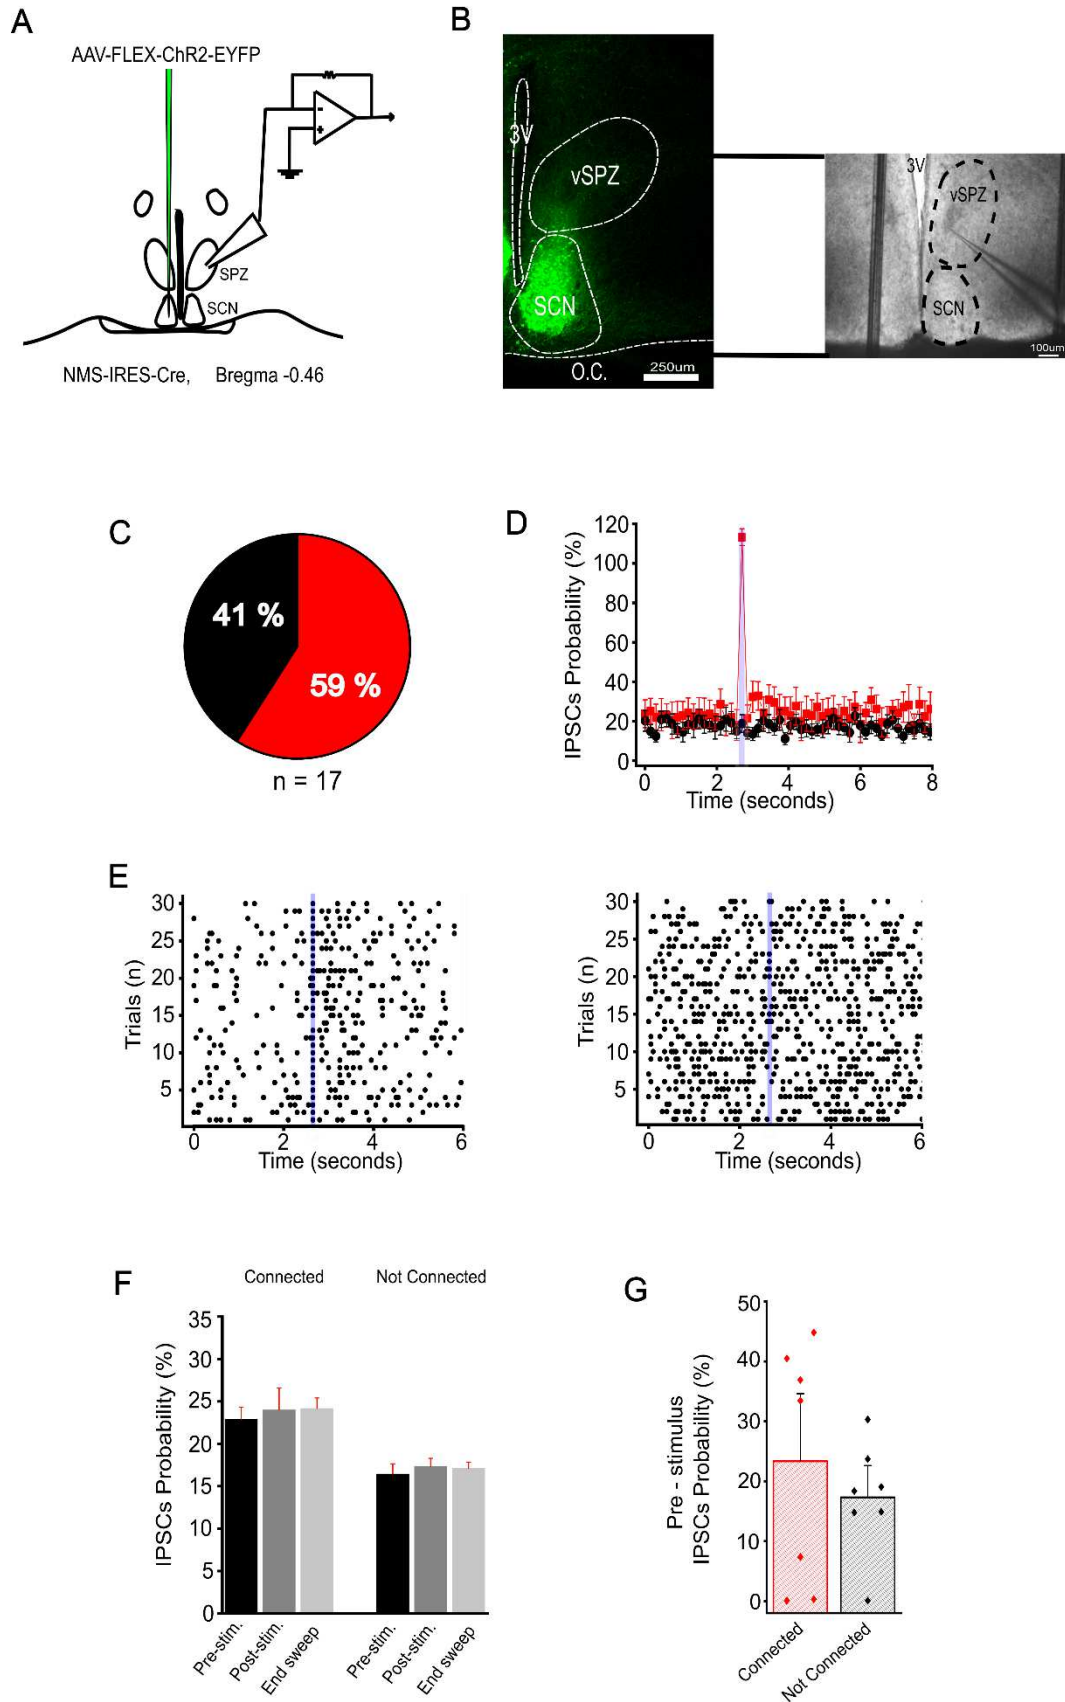 A
AAV-FLEX-ChR2-EYFP
-
+
SPZ
SCN
NMS-IRES-Cre, Bregma -0.46
B
3V
vSPZ
SCN
O.C.
250um
3V
vSPZ
SCN
100um
C
41 %
59 %
n = 17
D
IPSCs Probability (%)
120
100
80
60
40
20
0
0 2 4 6 8
Time (seconds)
E
Trials (n)
30
25
20
15
10
5
0 2 4 6
Time (seconds)
Trials (n)
30
25
20
15
10
5
0 2 4 6
Time (seconds)
F
Connected Not Connected
IPSCs Probability (%)
35
30
25
20
15
10
5
0
Pre-stim.
Post-stim.
End sweep
Pre-stim.
Post-stim.
End sweep
G
Pre - stimulus
IPSCs Probability (%)
50
40
30
20
10
0
Connected
Not Connected